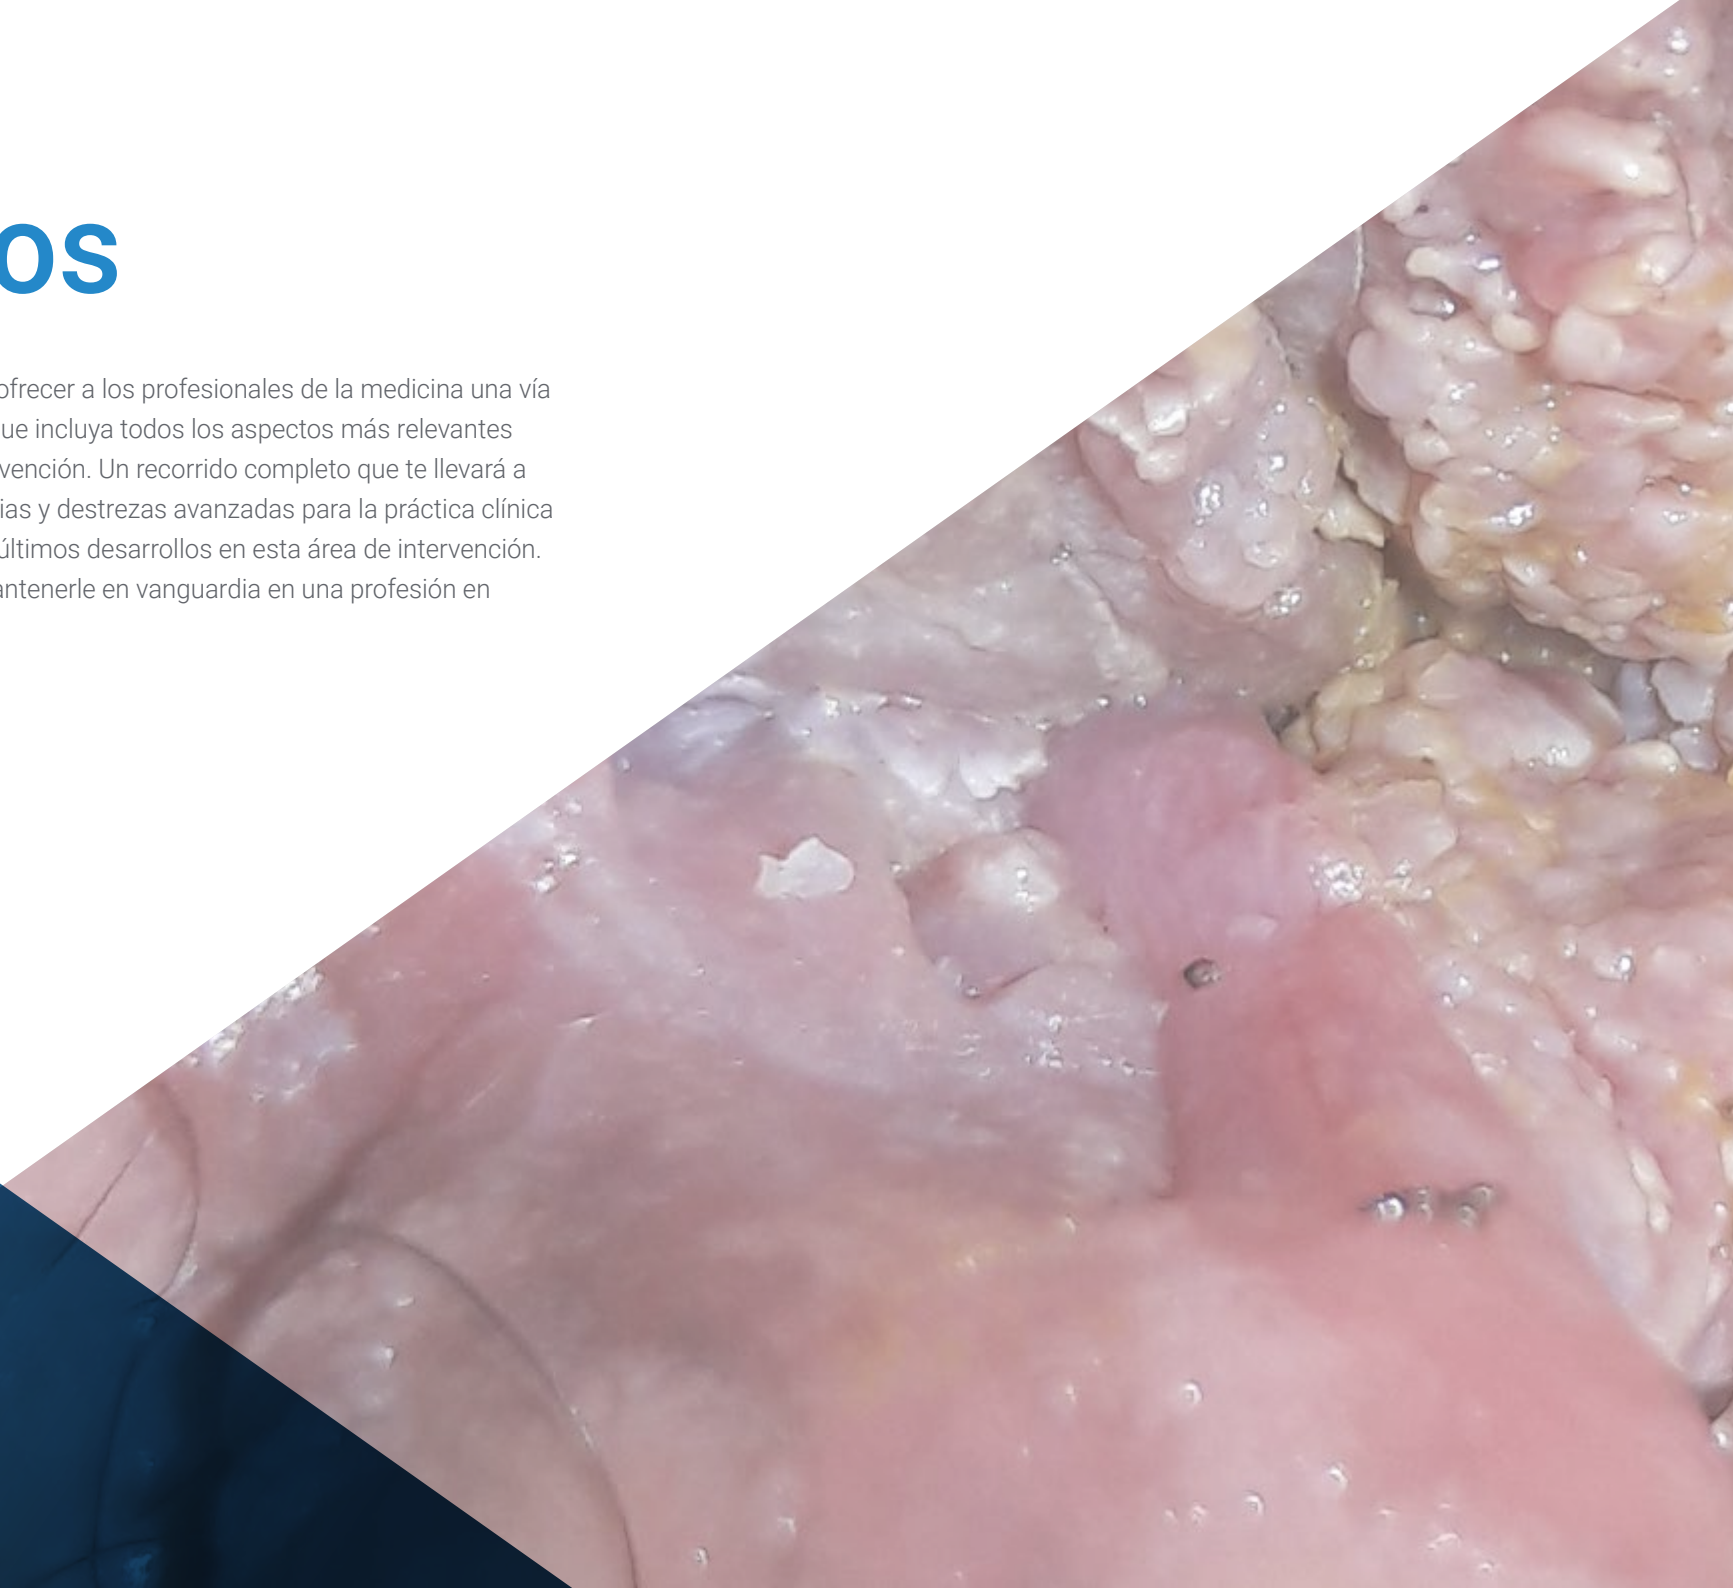 os
ofrecer a los profesionales de la medicina una vía
ue incluya todos los aspectos más relevantes
vención. Un recorrido completo que te llevará a
ias y destrezas avanzadas para la práctica clínica
últimos desarrollos en esta área de intervención.
antenerle en vanguardia en una profesión en